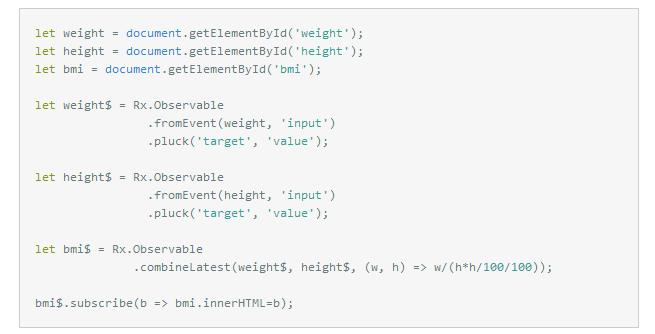 let weight = document.getElementById('weight');
let height = document.getElementById('height');
let bmi = document.getElementById('bmi');
let weight$ = Rx.Observable
.fromEvent(weight, 'input')
.pluck('target', 'value');
let height$ = Rx.Observable
.fromEvent(height, 'input')
.pluck('target', 'value');
let bmi$ = Rx.Observable
.combineLatest(weight$, height$, (w, h) => w/(h*h/100/100));
bmi$.subscribe(b => bmi.innerHTML=b);